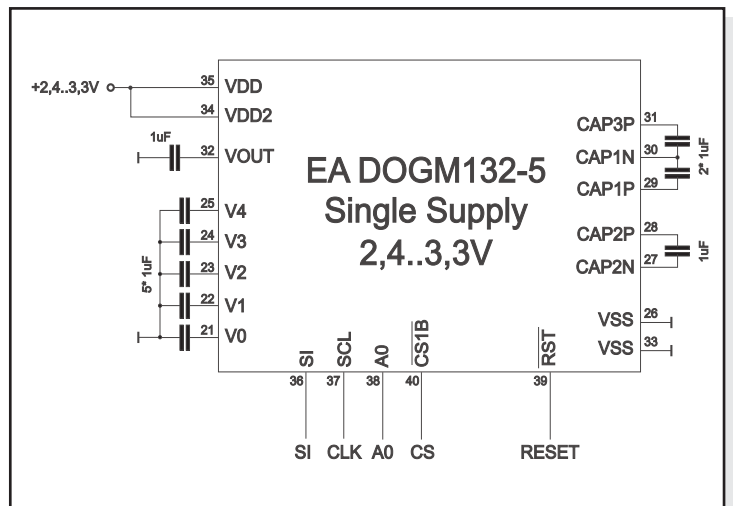 +2,4..3,3V
35 VDD
34 VDD2
1uF
32 VOUT
25 V4
24 V3
23 V2
22 V1
21 V0
5* 1uF
EA DOGM132-5
Single Supply
2,4..3,3V
CAP3P 31
CAP1N 30
CAP1P 29
2* 1uF
CAP2P 28
CAP2N 27
1uF
VSS 26
VSS 33
SI SCL A0 CS1B RST
36 37 38 40 39
SI CLK A0 CS RESET